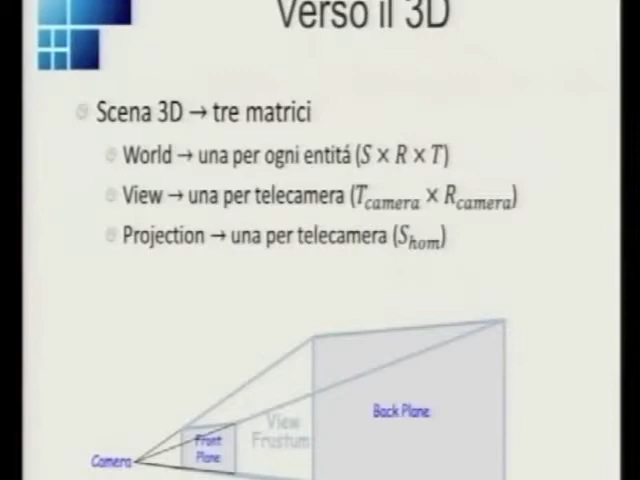 Verso il 3D
Scena 3D → tre matrici
World → una per ogni entitá (S × R × T)
View → una per telecamera (T_camera × R_camera)
Projection → una per telecamera (S_hom)
Back Plane
View
Frustum
Front
Plane
Camera